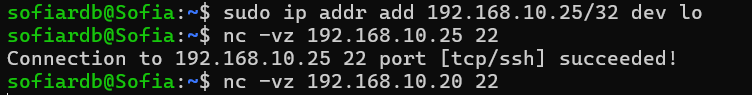 sofiardb@Sofia:~$ sudo ip addr add 192.168.10.25/32 dev lo
sofiardb@Sofia:~$ nc -vz 192.168.10.25 22
Connection to 192.168.10.25 22 port [tcp/ssh] succeeded!
sofiardb@Sofia:~$ nc -vz 192.168.10.20 22